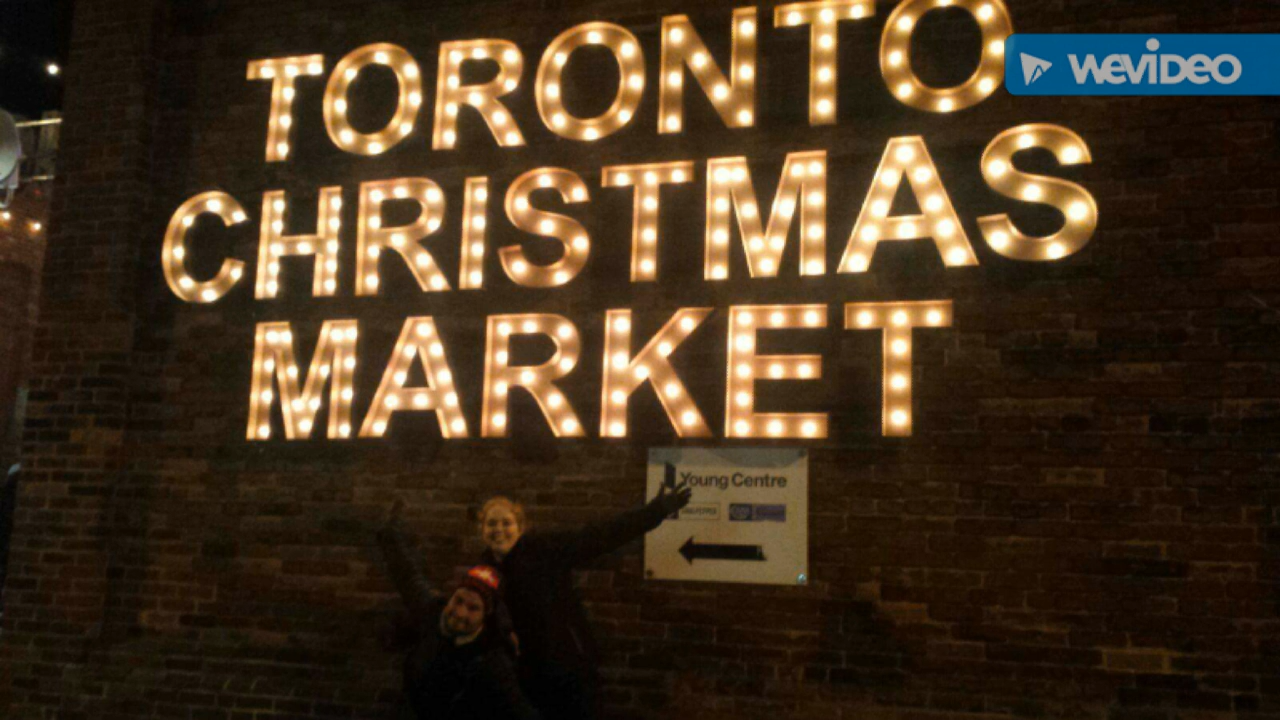 TORONTO
CHRISTMAS
MARKET
WEVIDEO
Young Centre